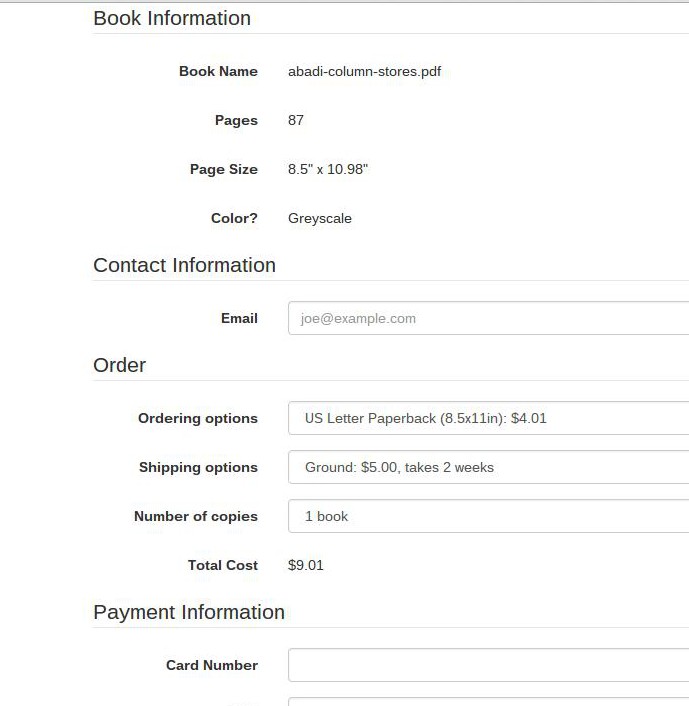 Book Information
Book Name abadi-column-stores.pdf
Pages 87
Page Size 8.5" x 10.98"
Color? Greyscale
Contact Information
Email joe@example.com
Order
Ordering options US Letter Paperback (8.5x11in): $4.01
Shipping options Ground: $5.00, takes 2 weeks
Number of copies 1 book
Total Cost $9.01
Payment Information
Card Number